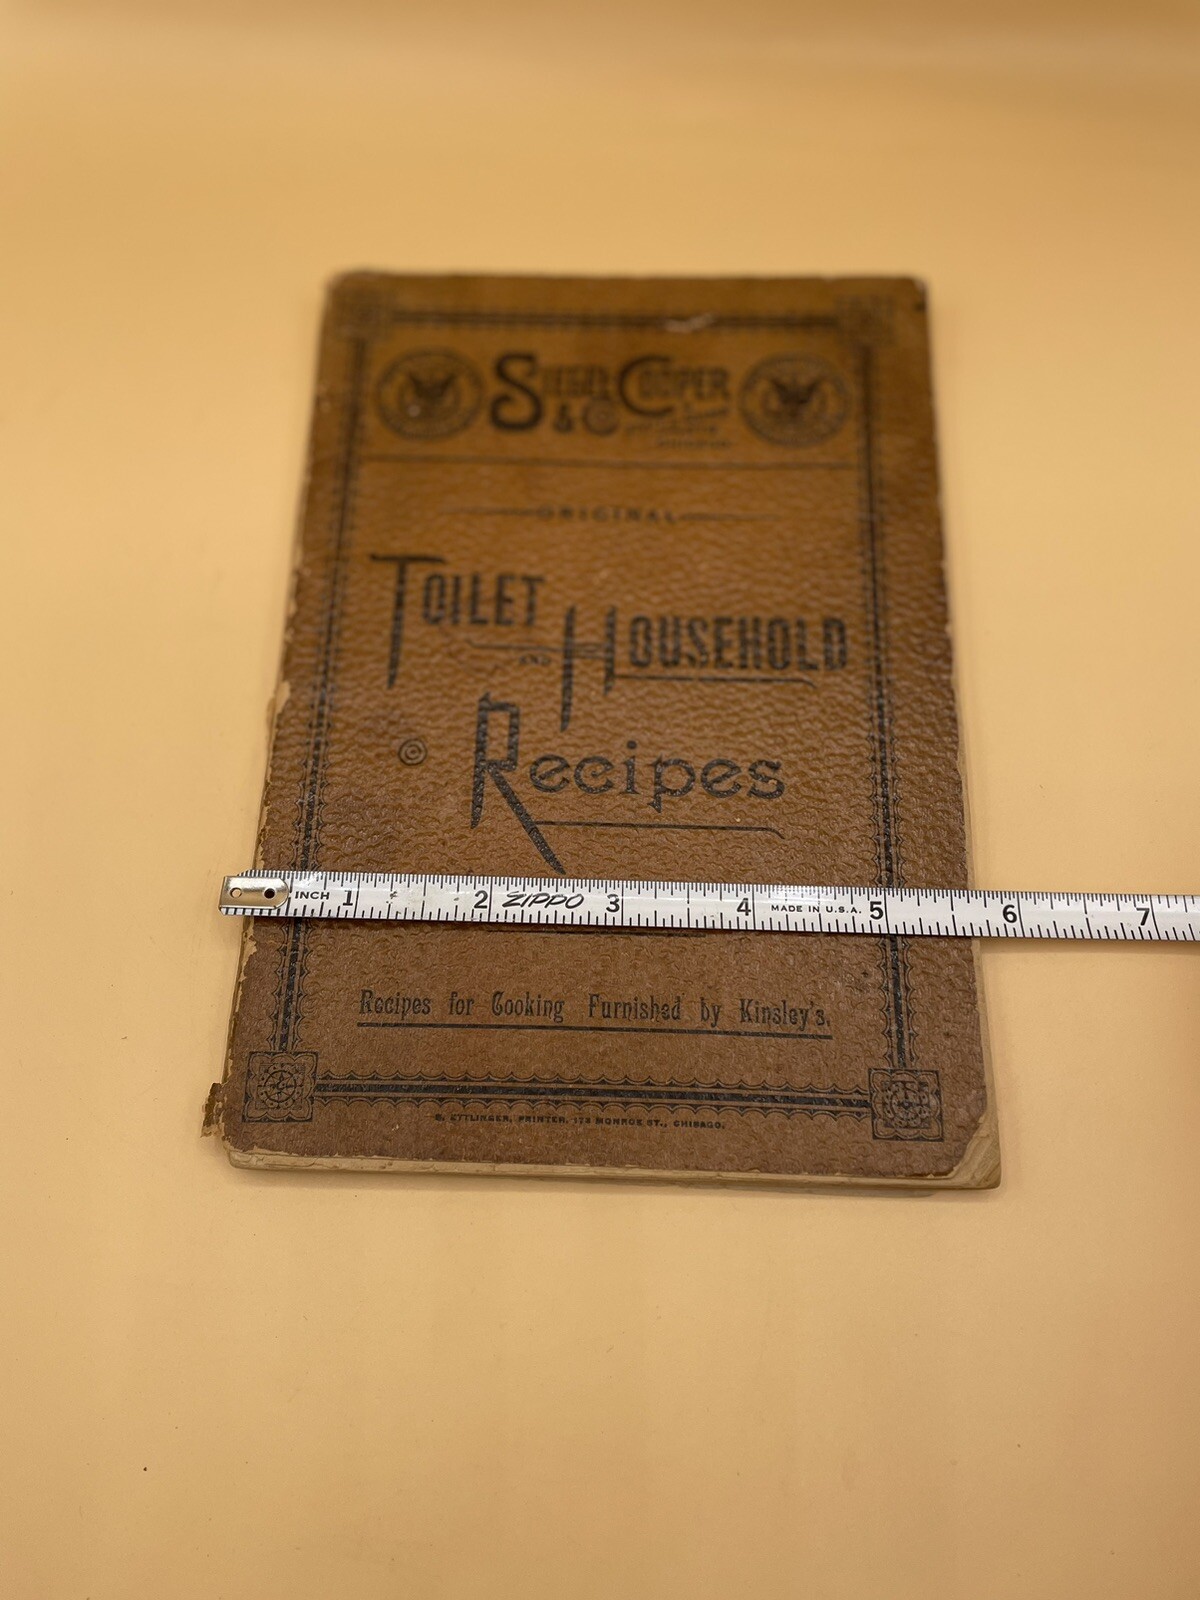 SIEGEL COOPER
& Co
ORIGINAL
TOILET
AND HOUSEHOLD
©
Recipes
INCH 1 2 ZIPPO 3 4 MADE IN U.S.A. 5 6 7
Recipes for Cooking Furnished by Kinsley's.
ETTLINGER, PRINTER, MONROE ST., CHICAGO.